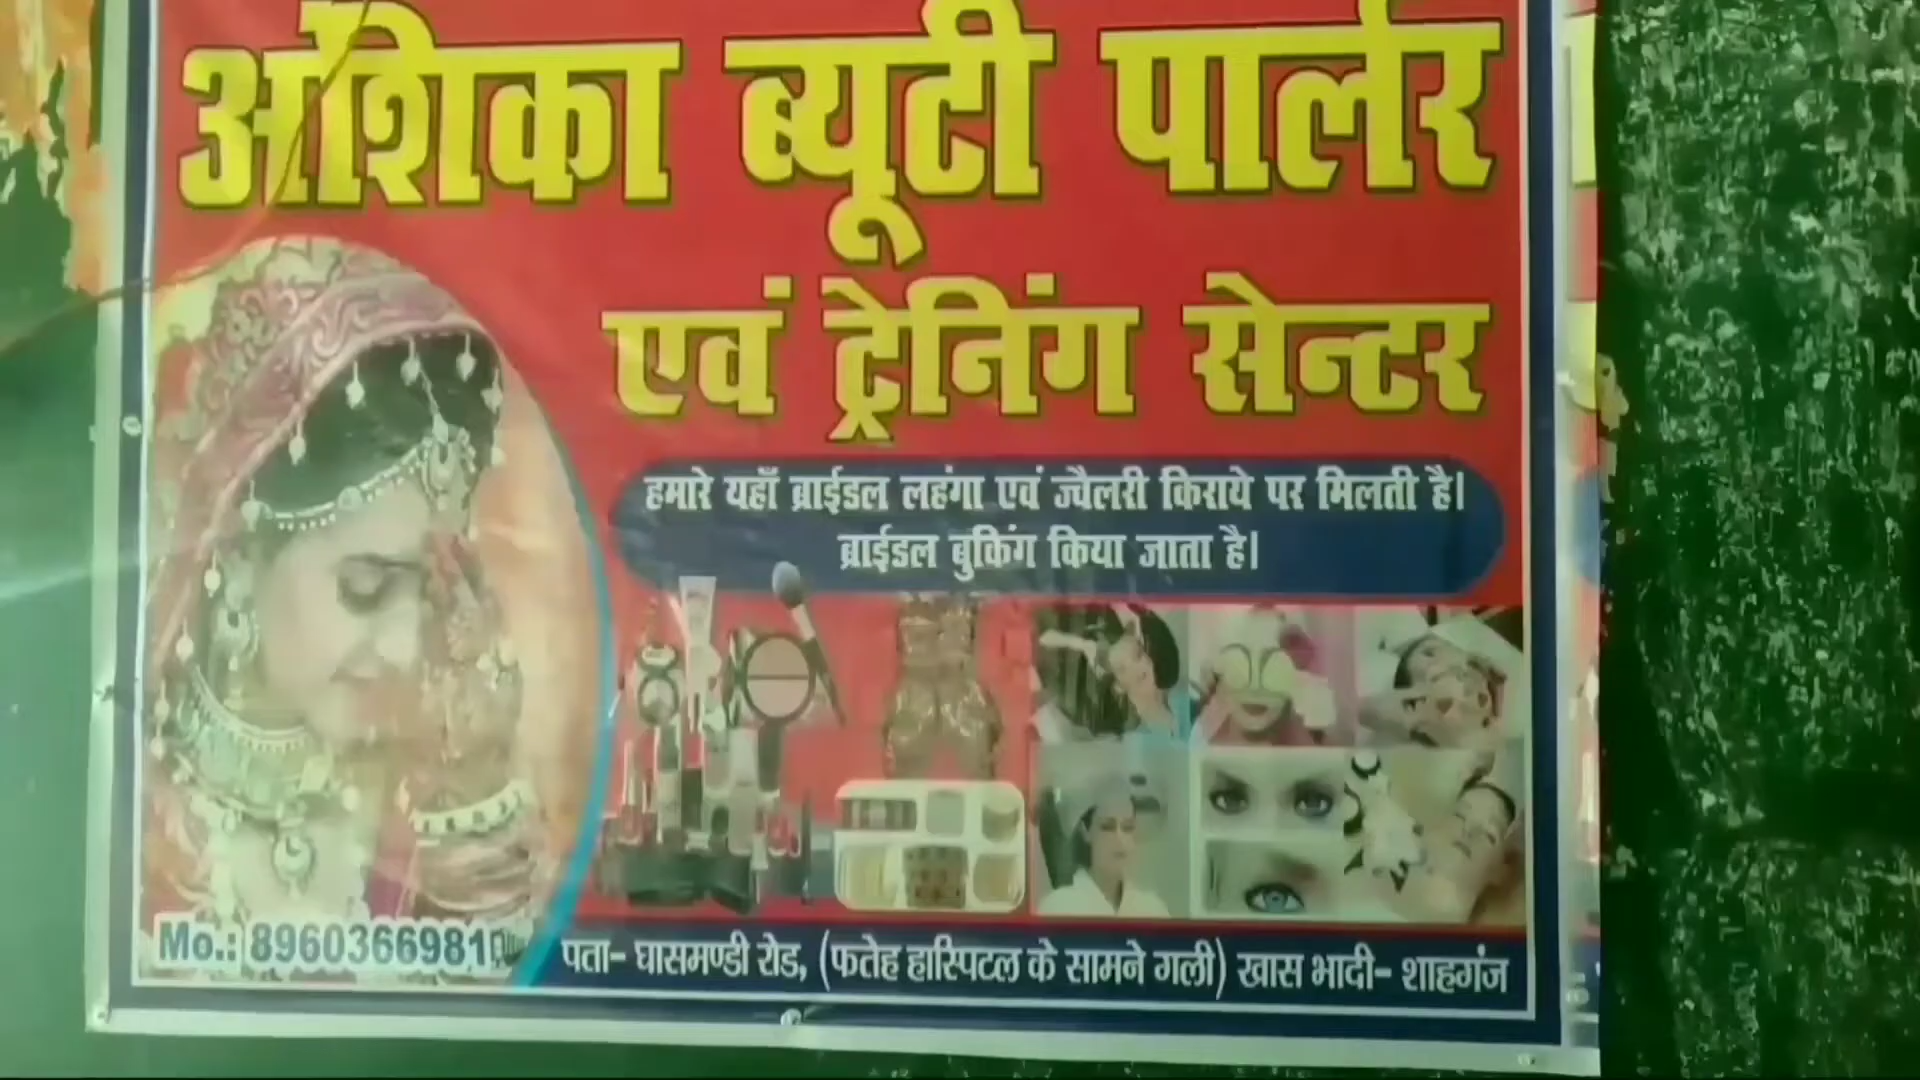 अंशिका ब्यूटी पार्लर
एवं ट्रेनिंग सेन्टर
हमारे यहाँ ब्राईडल लहंगा एवं ज्वैलरी किराये पर मिलती है।
ब्राईडल बुकिंग किया जाता है।
Mo.: 8960366981
पता- घासमण्डी रोड, (फतेह हास्पिटल के सामने गली) खास भादी- शाहगंज